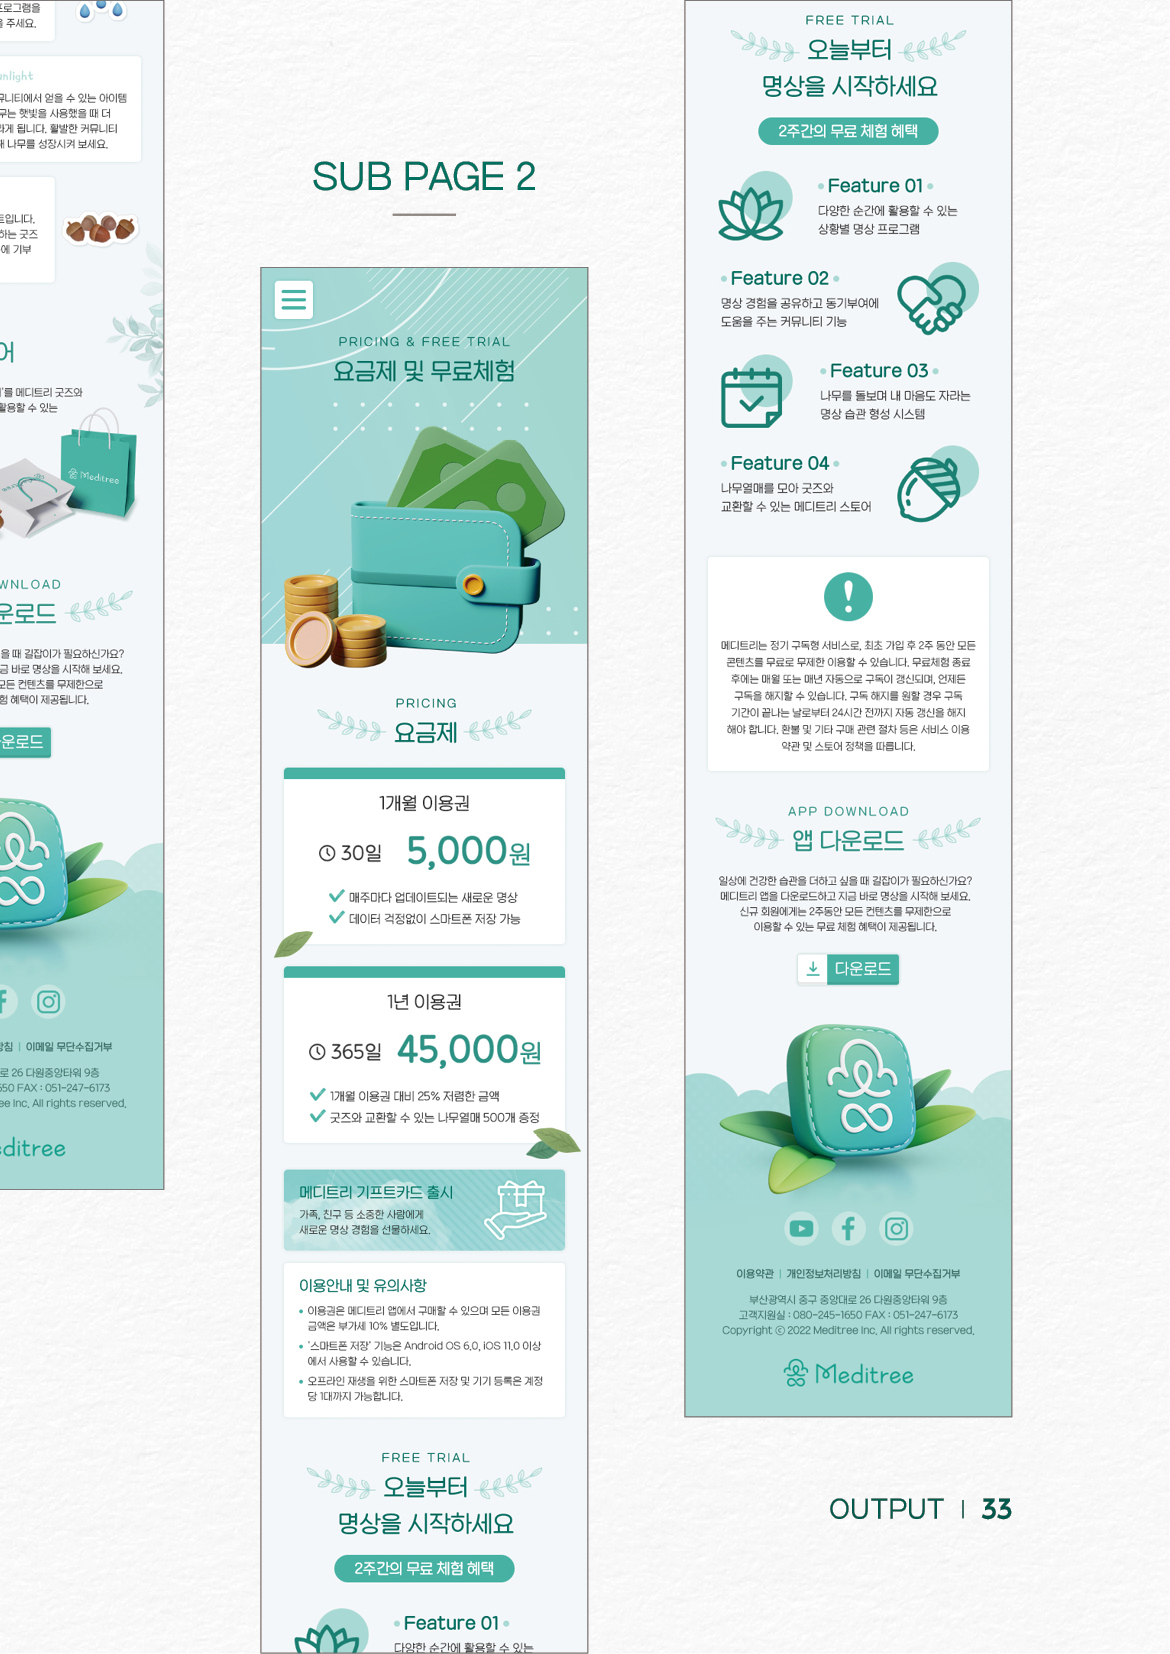 프로그램을
주세요.
unlight
뮤니티에서 얻을 수 있는 아이템
무는 햇빛을 사용했을 때 더
라게 됩니다. 활발한 커뮤니티
해 나무를 성장시켜 보세요.
트입니다.
하는 굿즈
에 기부
어
'를 메디트리 굿즈와
활용할 수 있는
Meditree
WNLOAD
운로드
을 때 길잡이가 필요하신가요?
금 바로 명상을 시작해 보세요.
모든 컨텐츠를 무제한으로
험 혜택이 제공됩니다.
운로드
방침 | 이메일 무단수집거부
로 26 다원중앙타워 9층
650 FAX : 051-247-6173
ee Inc. All rights reserved.
editree
SUB PAGE 2
PRICING & FREE TRIAL
요금제 및 무료체험
PRICING
요금제
1개월 이용권
30일 5,000원
매주마다 업데이트되는 새로운 명상
데이터 걱정없이 스마트폰 저장 가능
1년 이용권
365일 45,000원
1개월 이용권 대비 25% 저렴한 금액
굿즈와 교환할 수 있는 나무열매 500개 증정
메디트리 기프트카드 출시
가족, 친구 등 소중한 사람에게
새로운 명상 경험을 선물하세요.
이용안내 및 유의사항
• 이용권은 메디트리 앱에서 구매할 수 있으며 모든 이용권
금액은 부가세 10% 별도입니다.
• '스마트폰 저장' 기능은 Android OS 6.0, iOS 11.0 이상
에서 사용할 수 있습니다.
• 오프라인 재생을 위한 스마트폰 저장 및 기기 등록은 계정
당 1대까지 가능합니다.
FREE TRIAL
오늘부터
명상을 시작하세요
2주간의 무료 체험 혜택
• Feature 01 •
다양한 순간에 활용할 수 있는
FREE TRIAL
오늘부터
명상을 시작하세요
2주간의 무료 체험 혜택
• Feature 01 •
다양한 순간에 활용할 수 있는
상황별 명상 프로그램
• Feature 02 •
명상 경험을 공유하고 동기부여에
도움을 주는 커뮤니티 기능
• Feature 03 •
나무를 돌보며 내 마음도 자라는
명상 습관 형성 시스템
• Feature 04 •
나무열매를 모아 굿즈와
교환할 수 있는 메디트리 스토어
메디트리는 정기 구독형 서비스로, 최초 가입 후 2주 동안 모든
콘텐츠를 무료로 무제한 이용할 수 있습니다. 무료체험 종료
후에는 매월 또는 매년 자동으로 구독이 갱신되며, 언제든
구독을 해지할 수 있습니다. 구독 해지를 원할 경우 구독
기간이 끝나는 날로부터 24시간 전까지 자동 갱신을 해지
해야 합니다. 환불 및 기타 구매 관련 절차 등은 서비스 이용
약관 및 스토어 정책을 따릅니다.
APP DOWNLOAD
앱 다운로드
일상에 건강한 습관을 더하고 싶을 때 길잡이가 필요하신가요?
메디트리 앱을 다운로드하고 지금 바로 명상을 시작해 보세요.
신규 회원에게는 2주동안 모든 컨텐츠를 무제한으로
이용할 수 있는 무료 체험 혜택이 제공됩니다.
다운로드
이용약관 | 개인정보처리방침 | 이메일 무단수집거부
부산광역시 중구 중앙대로 26 다원중앙타워 9층
고객지원실 : 080-245-1650 FAX : 051-247-6173
Copyright ⓒ 2022 Meditree Inc. All rights reserved.
Meditree
OUTPUT | 33